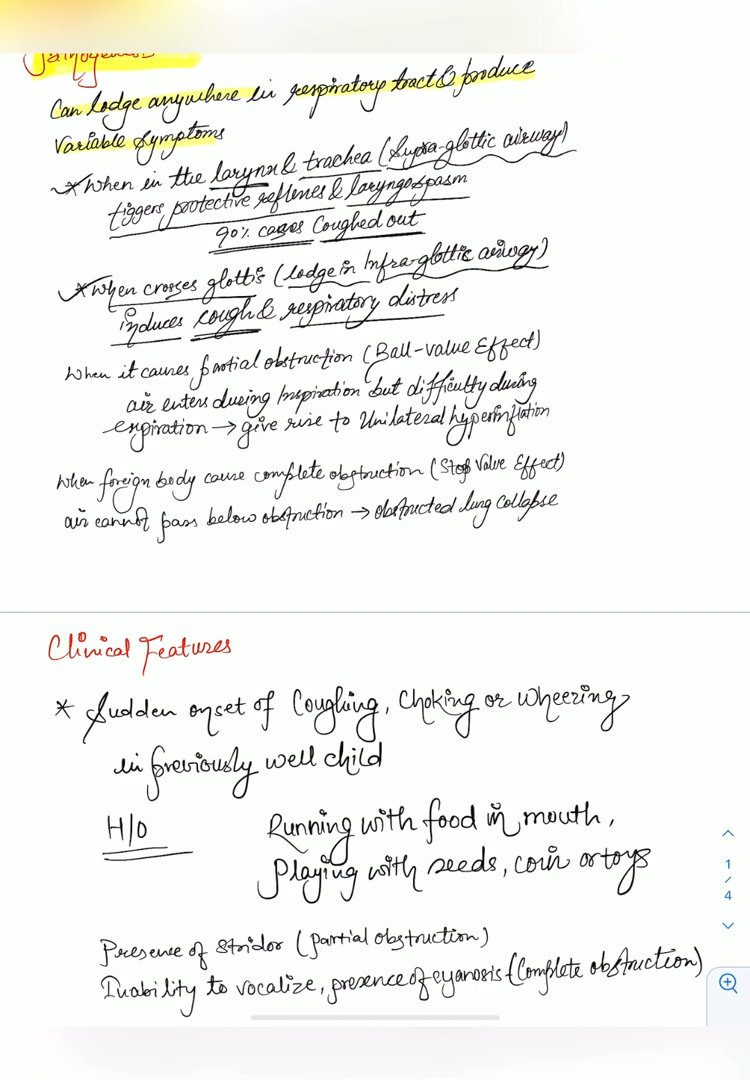 Pathogenesis
Can lodge anywhere in respiratory tract & produce
Variable Symptoms
* When in the larynx & trachea (Supra-glottic airway)
tiggers protective reflexes & laryngospasm
90% cases Coughed out
* When crosses glottis (lodge in Infra-glottic airway)
induces cough & respiratory distress
When it causes partial obstruction (Ball-value Effect)
air enters during Inspiration but difficulty during
expiration → give rise to Unilateral hyperinflation
When foreign body cause complete obstruction (Stop Value Effect)
air cannot pass below obstruction → obstructed lung collapse
Clinical Features
* Sudden onset of Coughing, Choking or wheezing
in previously well child
H/O Running with food in mouth,
Playing with seeds, corn or toys
Presence of Stridor (partial obstruction)
Inability to vocalize, presence of cyanosis (Complete obstruction)
1
/
4